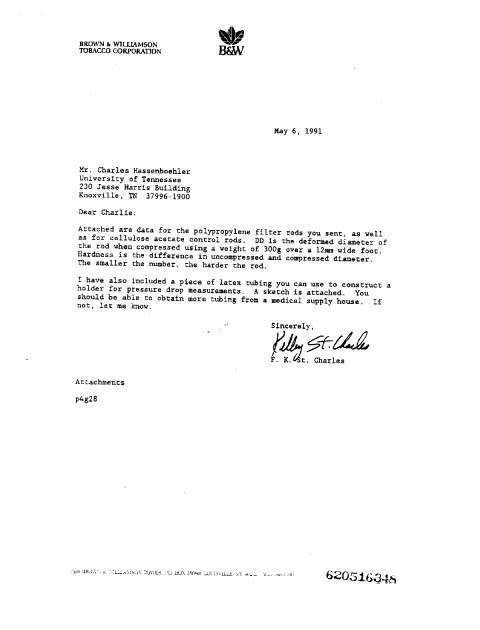 BROWN & WILLIAMSON
TOBACCO CORPORATION
B&W
May 6, 1991
Mr. Charles Hassenboehler
University of Tennessee
230 Jesse Harris Building
Knoxville, TN 37996-1900
Dear Charlie:
Attached are data for the polypropylene filter rods you sent, as well
as for cellulose acetate control rods. DD is the deformed diameter of
the rod when compressed using a weight of 300g over a 12mm wide foot.
Hardness is the difference in uncompressed and compressed diameter.
The smaller the number, the harder the rod.
I have also included a piece of latex tubing you can use to construct a
holder for pressure drop measurements. A sketch is attached. You
should be able to obtain more tubing from a medical supply house. If
not, let me know.
Sincerely,
Kelley St. Charles
F. K. St. Charles
Attachments
p4g28
BROWN & WILLIAMSON TOWER, P.O. BOX LOUISVILLE, KY
620516348